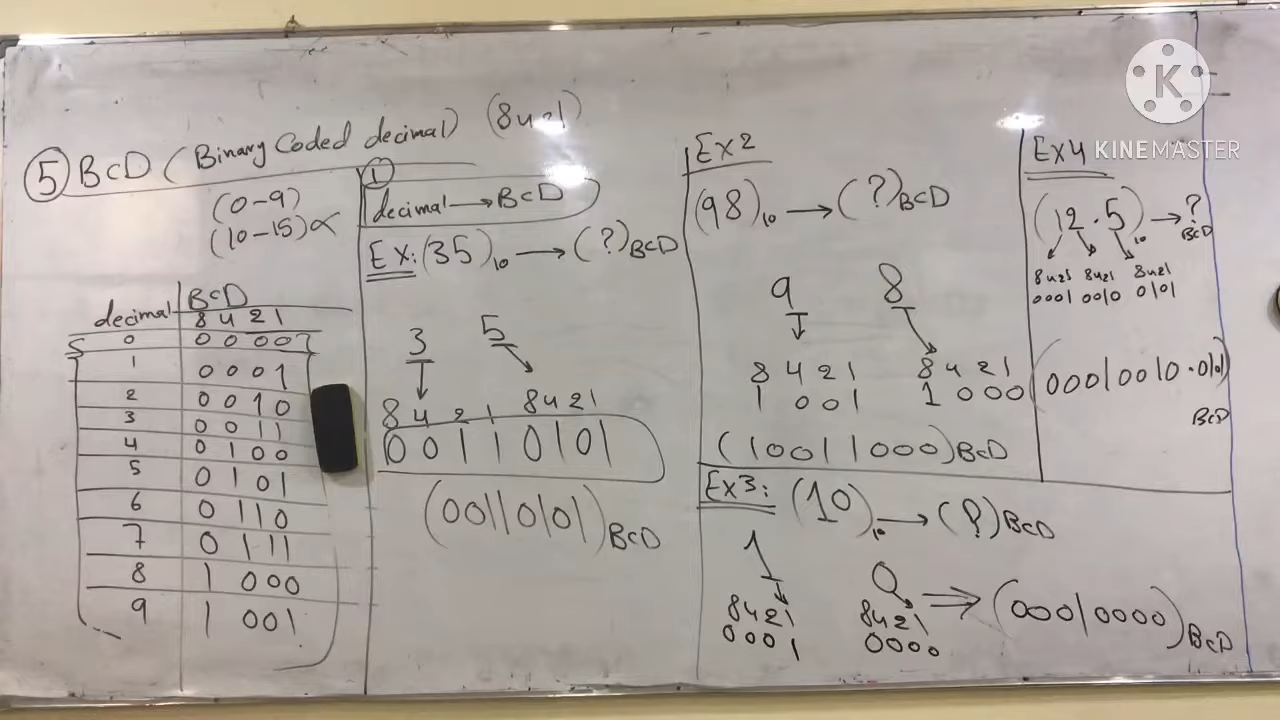 ⑤ BCD (Binary Coded decimal) (8421)
(0-9)
(10-15)∝
decimal BCD
8 4 2 1
0 0 0 0 0
1 0 0 0 1
2 0 0 1 0
3 0 0 1 1
4 0 1 0 0
5 0 1 0 1
6 0 1 1 0
7 0 1 1 1
8 1 0 0 0
9 1 0 0 1
①
decimal → BCD
EX: (35)10 → (?)BCD
3 5
8 4 2 1 8 4 2 1
0 0 1 1 0 1 0 1
(00110101)BCD
Ex2
(98)10 → (?)BCD
9 8
8 4 2 1 8 4 2 1
1 0 0 1 1 0 0 0
(10011000)BCD
Ex3: (10)10 → (?)BCD
1 0
8421 8421
0001 0000
⇒ (00010000)BCD
Ex4
(12.5)10 → ? BCD
8421 8421 8421
0001 0010 0101
(00010010.0101)
BCD
K
KINEMASTER